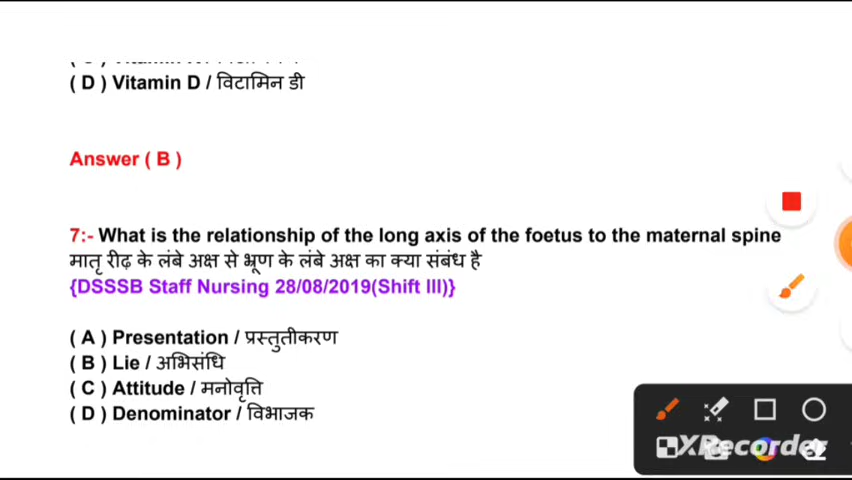 ( D ) Vitamin D / विटामिन डी
Answer ( B )
7:- What is the relationship of the long axis of the foetus to the maternal spine
मातृ रीढ़ के लंबे अक्ष से भ्रूण के लंबे अक्ष का क्या संबंध है
{DSSSB Staff Nursing 28/08/2019(Shift III)}
( A ) Presentation / प्रस्तुतीकरण
( B ) Lie / अभिसंधि
( C ) Attitude / मनोवृत्ति
( D ) Denominator / विभाजक
XRecorder